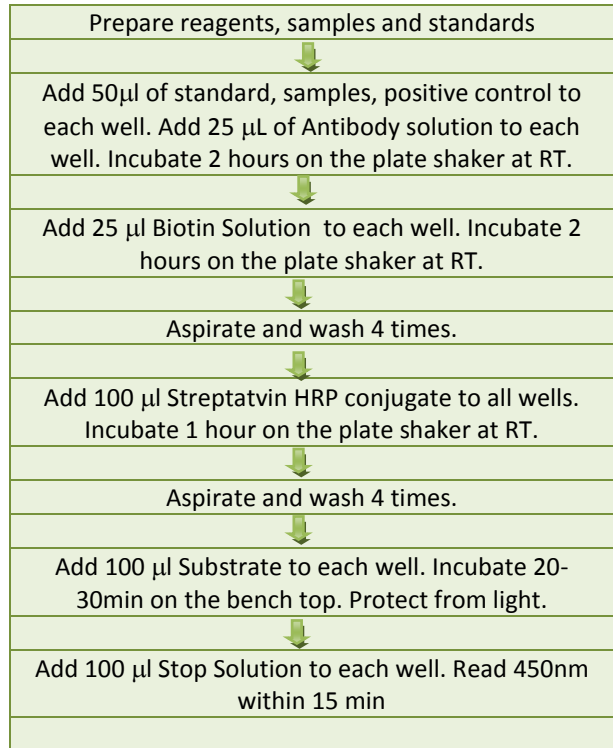 Prepare reagents, samples and standards
Add 50μl of standard, samples, positive control to
each well. Add 25 μL of Antibody solution to each
well. Incubate 2 hours on the plate shaker at RT.
Add 25 μl Biotin Solution  to each well. Incubate 2
hours on the plate shaker at RT.
Aspirate and wash 4 times.
Add 100 μl Streptatvin HRP conjugate to all wells.
Incubate 1 hour on the plate shaker at RT.
Aspirate and wash 4 times.
Add 100 μl Substrate to each well. Incubate 20-
30min on the bench top. Protect from light.
Add 100 μl Stop Solution to each well. Read 450nm
within 15 min